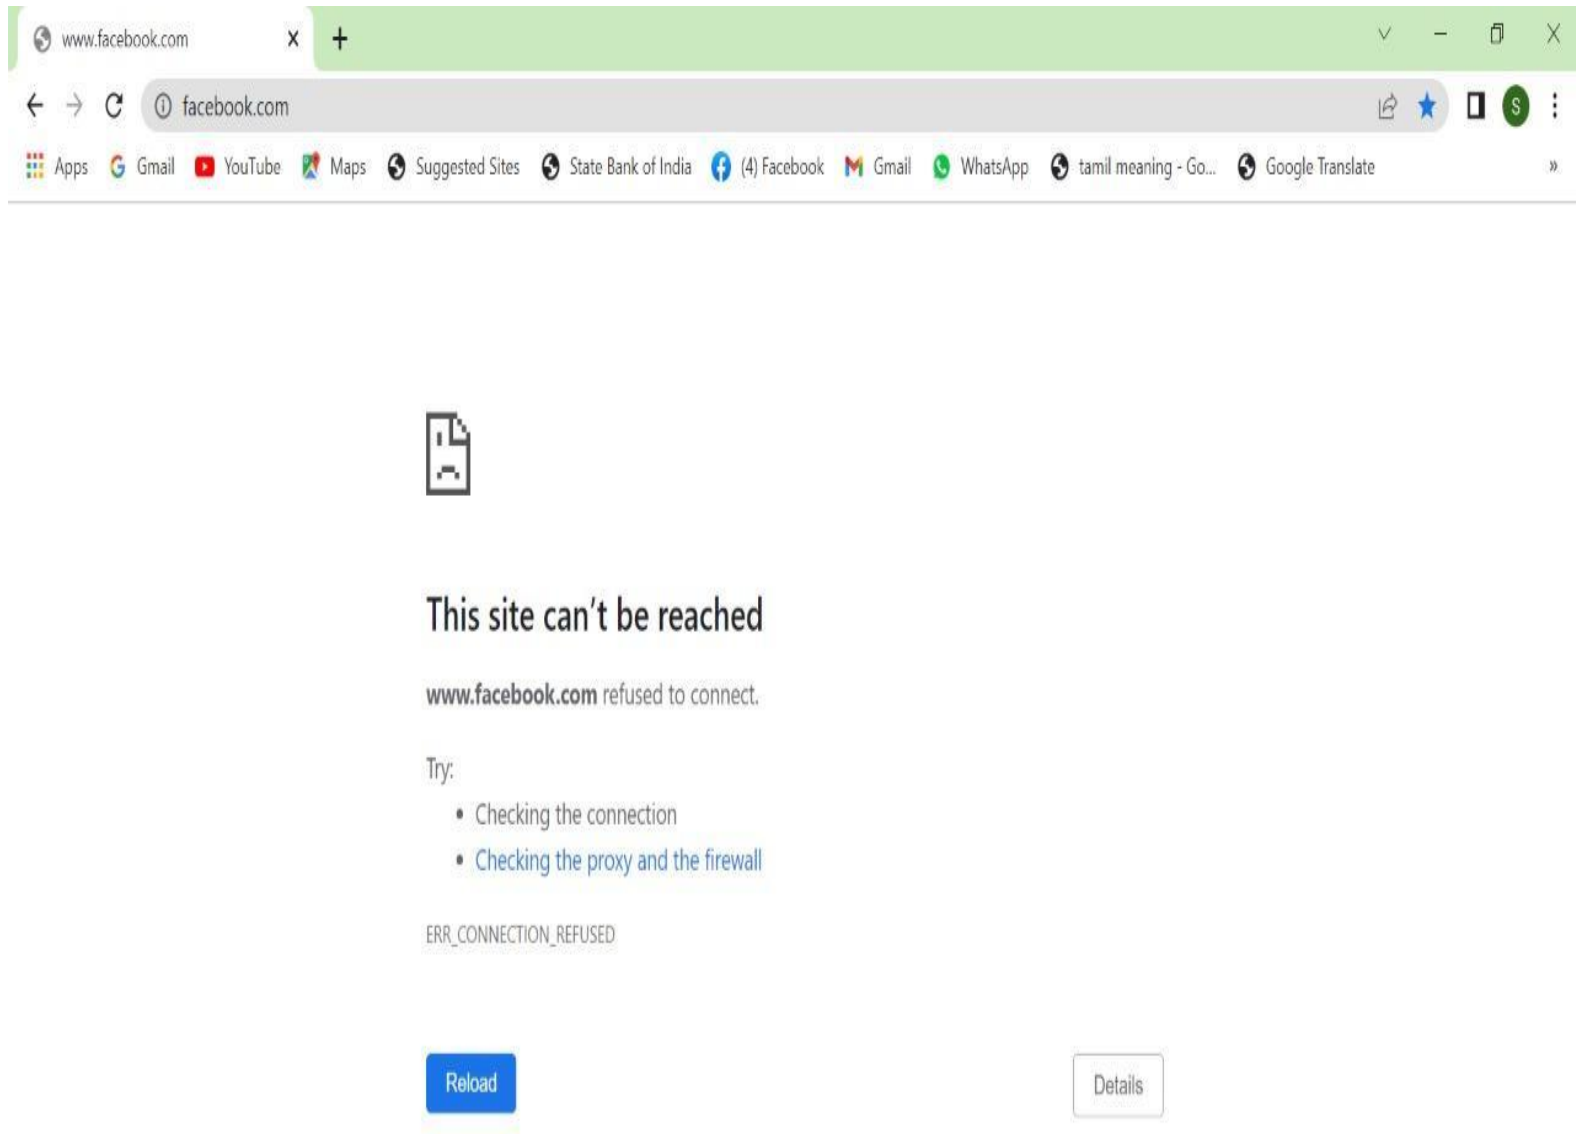 www.facebook.com
facebook.com
S
Apps G Gmail YouTube Maps Suggested Sites State Bank of India (4) Facebook M Gmail WhatsApp tamil meaning - Go... Google Translate »
This site can't be reached
www.facebook.com refused to connect.
Try:
• Checking the connection
• Checking the proxy and the firewall
ERR_CONNECTION_REFUSED
Reload Details